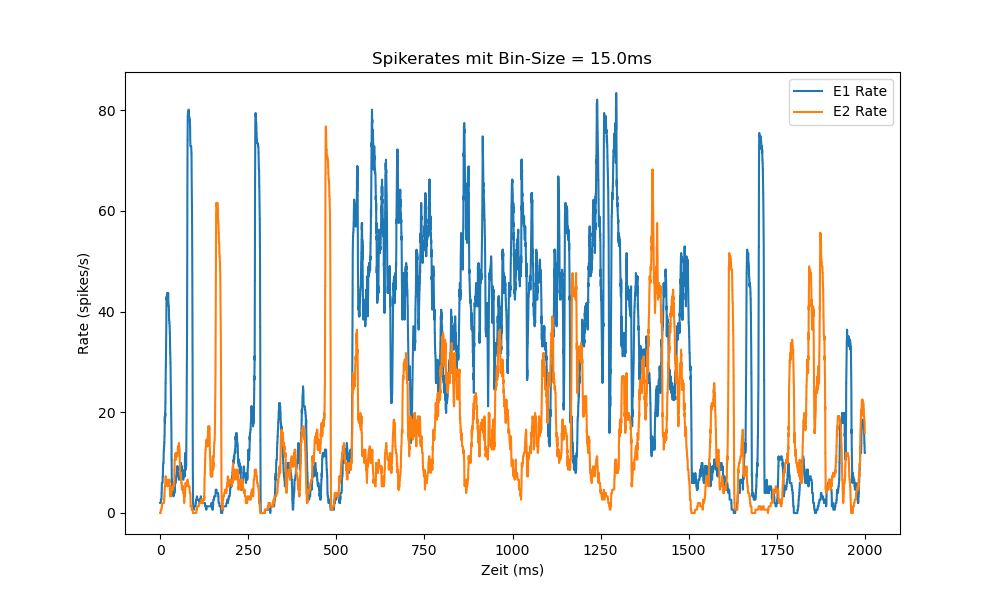 Spikerates mit Bin-Size = 15.0ms
E1 Rate
E2 Rate
Rate (spikes/s)
80
60
40
20
0
0 250 500 750 1000 1250 1500 1750 2000
Zeit (ms)